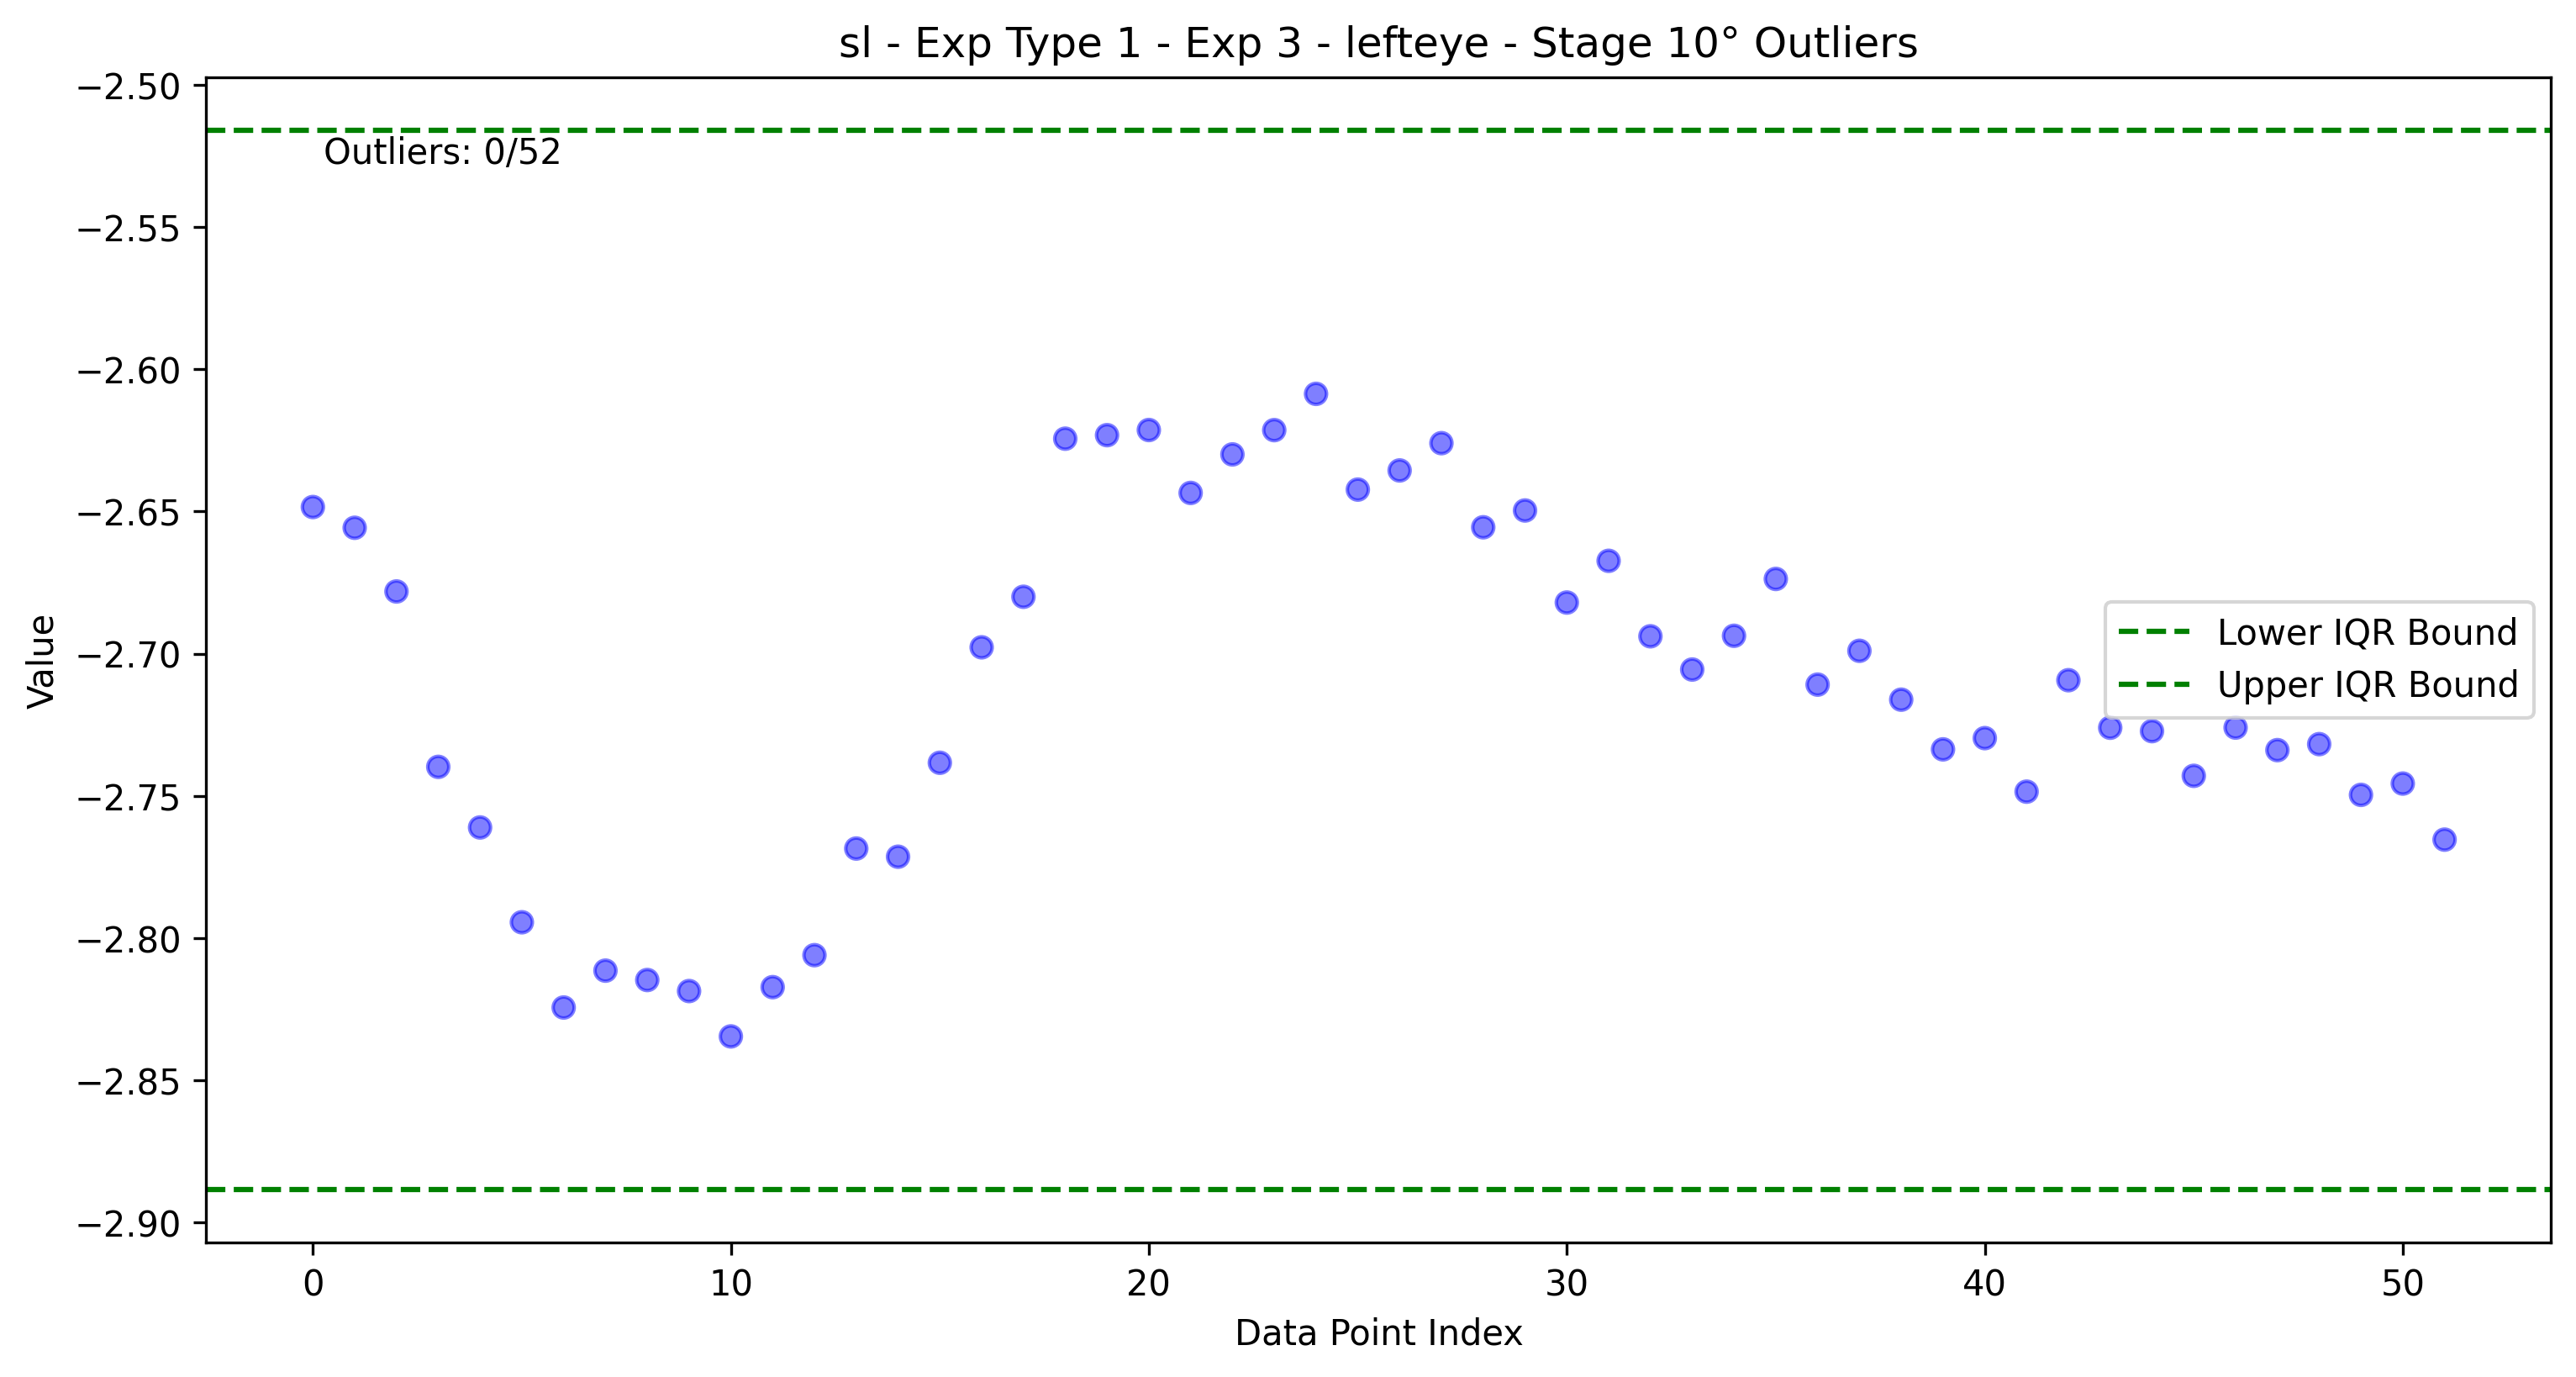 sl - Exp Type 1 - Exp 3 - lefteye - Stage 10° Outliers
−2.50
Outliers: 0/52
−2.55
−2.60
−2.65
−2.70
−2.75
−2.80
−2.85
−2.90
Value
Lower IQR Bound
Upper IQR Bound
0 10 20 30 40 50
Data Point Index